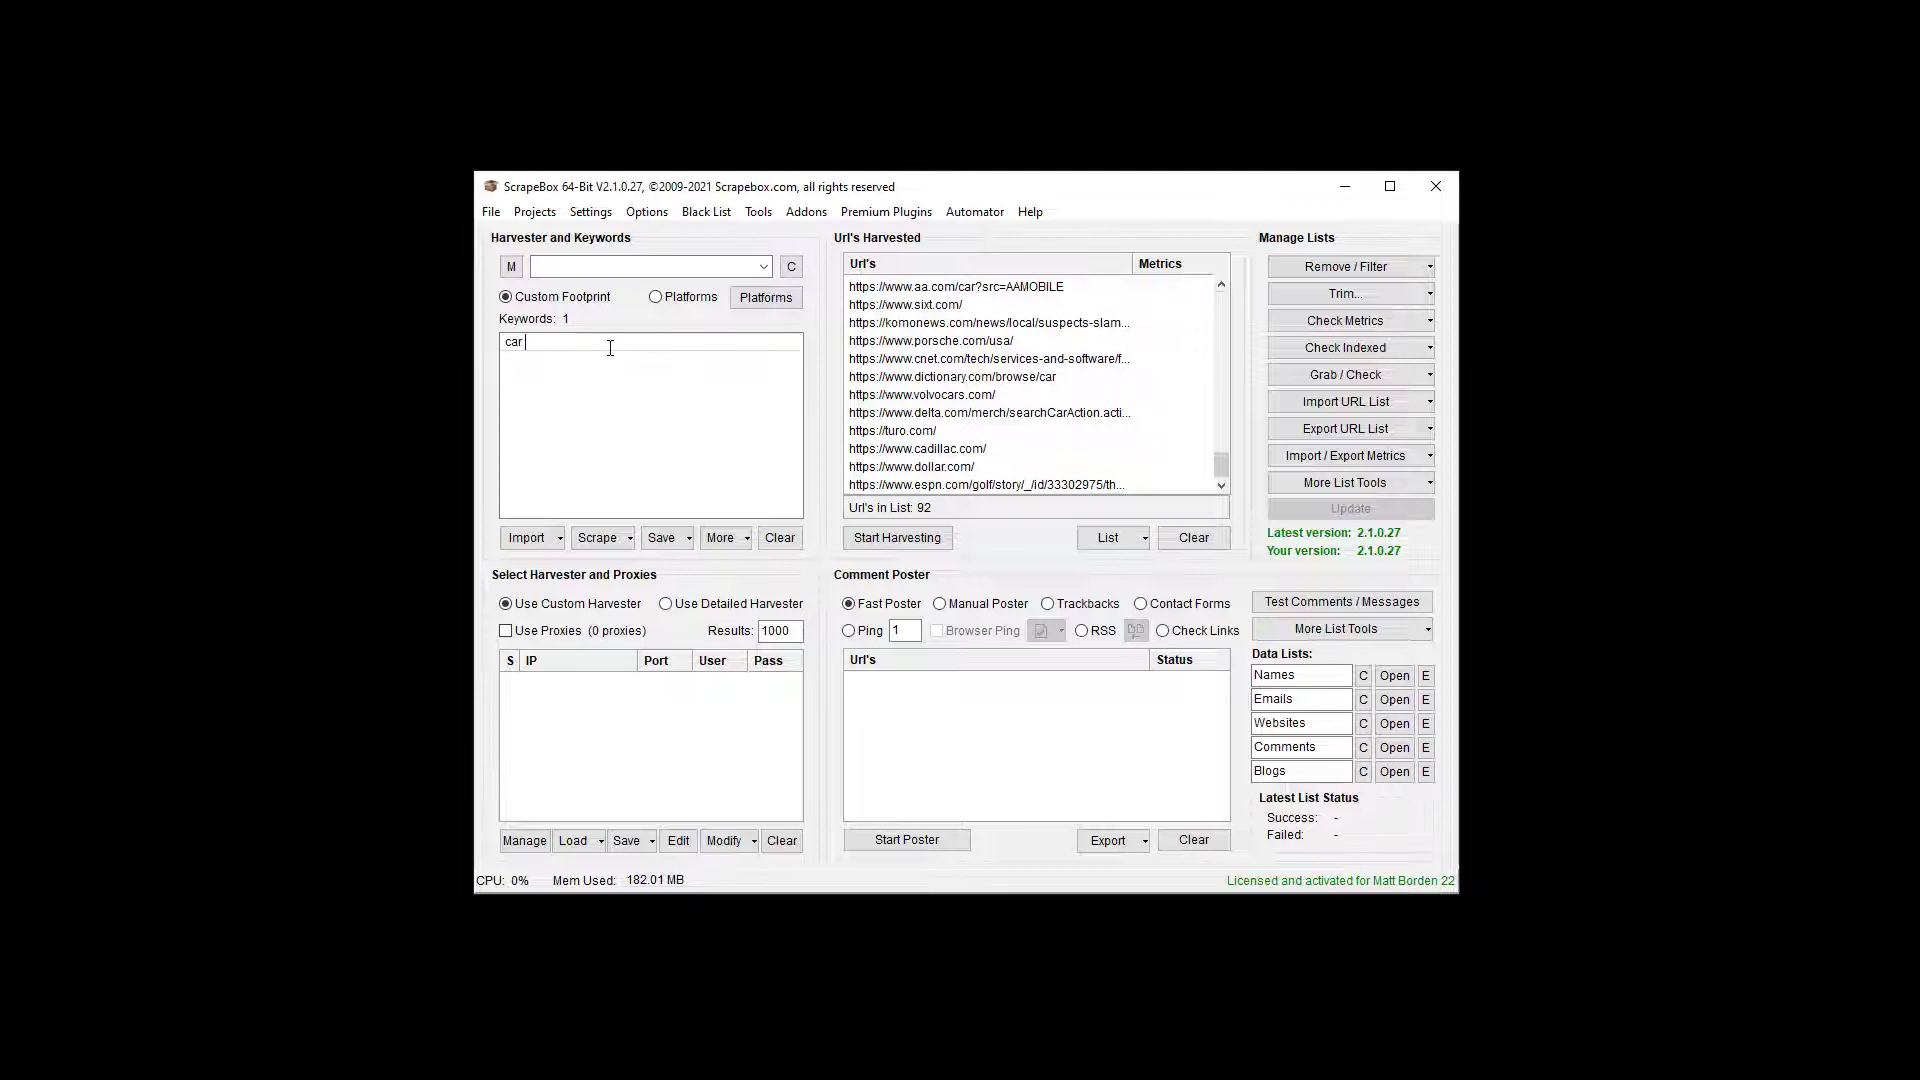 ScrapeBox 64-Bit V2.1.0.27, ©2009-2021 Scrapebox.com, all rights reserved
File Projects Settings Options Black List Tools Addons Premium Plugins Automator Help
Harvester and Keywords
M
C
Custom Footprint
Platforms
Platforms
Keywords: 1
car
Import Scrape Save More Clear
Url's Harvested
Url's Metrics
https://www.aa.com/car?src=AAMOBILE
https://www.sixt.com/
https://komonews.com/news/local/suspects-slam...
https://www.porsche.com/usa/
https://www.cnet.com/tech/services-and-software/f...
https://www.dictionary.com/browse/car
https://www.volvocars.com/
https://www.delta.com/merch/searchCarAction.acti...
https://turo.com/
https://www.cadillac.com/
https://www.dollar.com/
https://www.espn.com/golf/story/_/id/33302975/th...
Url's in List: 92
Start Harvesting List Clear
Manage Lists
Remove / Filter
Trim...
Check Metrics
Check Indexed
Grab / Check
Import URL List
Export URL List
Import / Export Metrics
More List Tools
Update
Latest version: 2.1.0.27
Your version: 2.1.0.27
Select Harvester and Proxies
Use Custom Harvester Use Detailed Harvester
Use Proxies (0 proxies) Results: 1000
S IP Port User Pass
Manage Load Save Edit Modify Clear
Comment Poster
Fast Poster Manual Poster Trackbacks Contact Forms
Ping 1 Browser Ping RSS Check Links
Url's Status
Start Poster Export Clear
Test Comments / Messages
More List Tools
Data Lists:
Names C Open E
Emails C Open E
Websites C Open E
Comments C Open E
Blogs C Open E
Latest List Status
Success: -
Failed: -
CPU: 0% Mem Used: 182.01 MB
Licensed and activated for Matt Borden 22